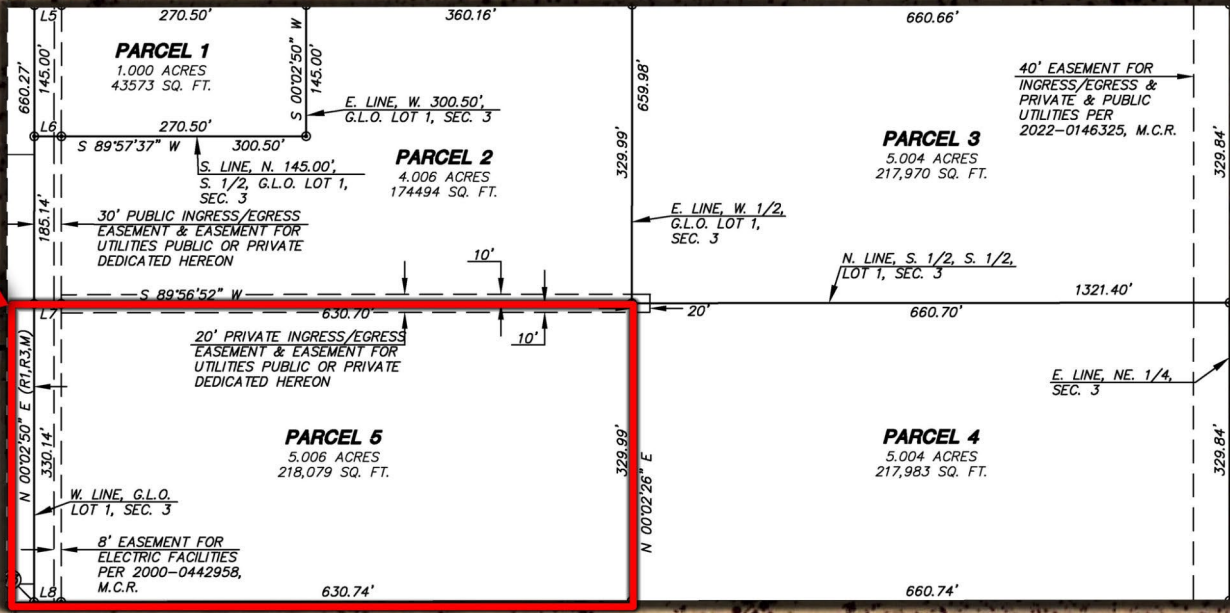 L5
270.50'
360.16'
660.66'
PARCEL 1
1.000 ACRES
43573 SQ. FT.
660.27'
145.00'
S 00°02'50" W
145.00'
E. LINE, W. 300.50',
G.L.O. LOT 1, SEC. 3
659.98'
40' EASEMENT FOR
INGRESS/EGRESS &
PRIVATE & PUBLIC
UTILITIES PER
2022-0146325, M.C.R.
L6
270.50'
S 89°57'37" W
300.50'
S. LINE, N. 145.00',
S. 1/2, G.L.O. LOT 1,
SEC. 3
PARCEL 2
4.006 ACRES
174494 SQ. FT.
329.99'
PARCEL 3
5.004 ACRES
217,970 SQ. FT.
329.84'
185.14'
30' PUBLIC INGRESS/EGRESS
EASEMENT & EASEMENT FOR
UTILITIES PUBLIC OR PRIVATE
DEDICATED HEREON
E. LINE, W. 1/2,
G.L.O. LOT 1,
SEC. 3
10'
N. LINE, S. 1/2, S. 1/2,
LOT 1, SEC. 3
S 89°56'52" W
1321.40'
L7
630.70'
20'
660.70'
20' PRIVATE INGRESS/EGRESS
EASEMENT & EASEMENT FOR
UTILITIES PUBLIC OR PRIVATE
DEDICATED HEREON
10'
N 00°02'50" E (R1,R3,M)
E. LINE, NE. 1/4,
SEC. 3
330.14'
PARCEL 5
5.006 ACRES
218,079 SQ. FT.
329.99'
N 00°02'26" E
PARCEL 4
5.004 ACRES
217,983 SQ. FT.
329.84'
W. LINE, G.L.O.
LOT 1, SEC. 3
8' EASEMENT FOR
ELECTRIC FACILITIES
PER 2000-0442958,
M.C.R.
L8
630.74'
660.74'